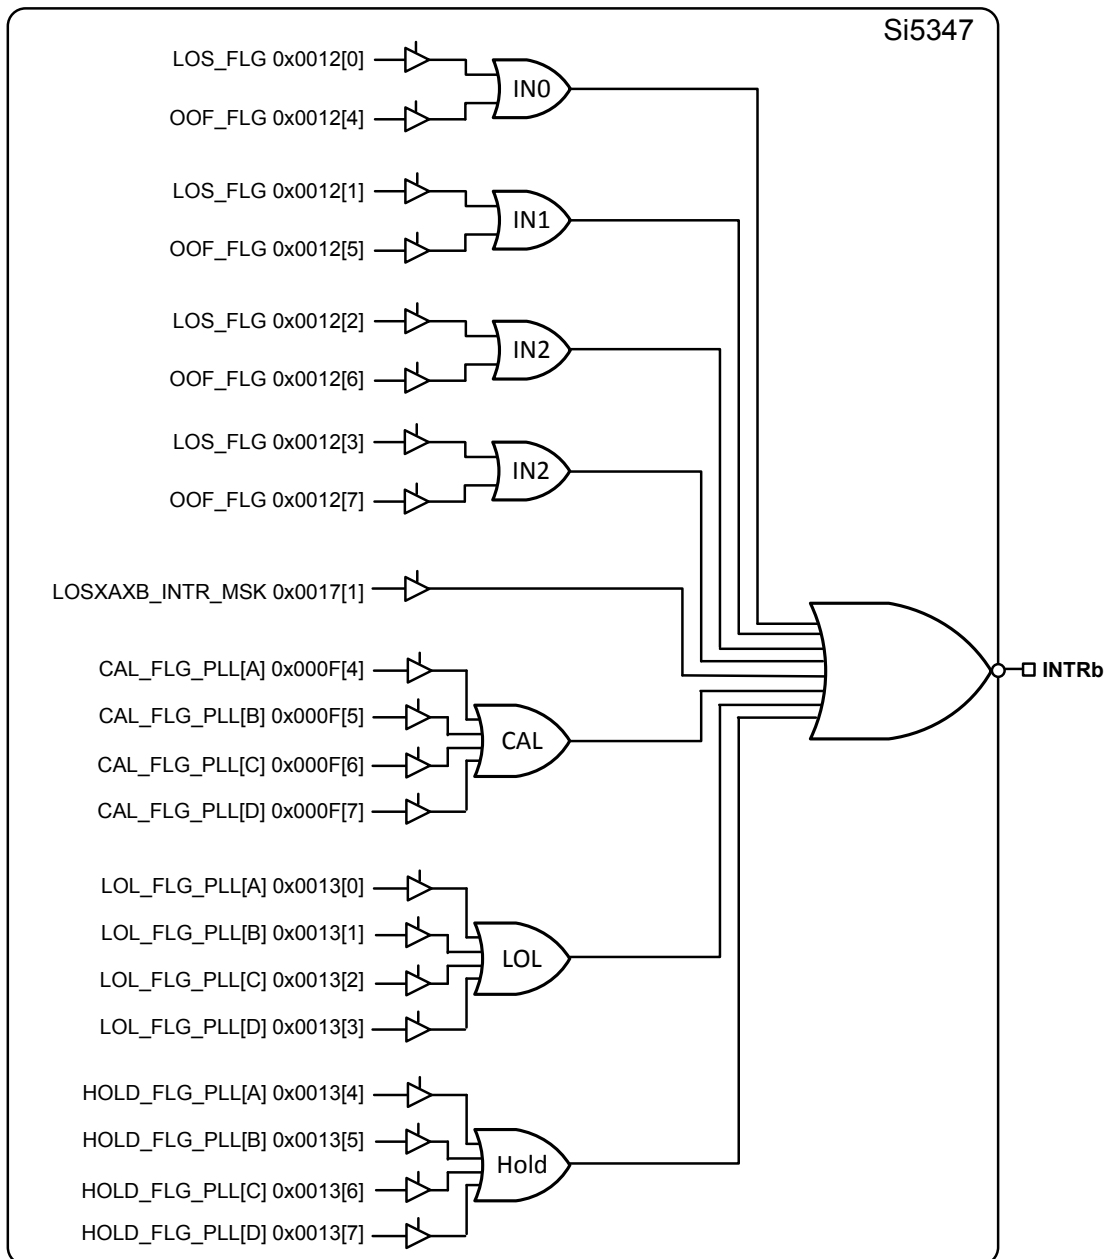 Si5347
LOS_FLG 0x0012[0]
IN0
OOF_FLG 0x0012[4]
LOS_FLG 0x0012[1]
IN1
OOF_FLG 0x0012[5]
LOS_FLG 0x0012[2]
IN2
OOF_FLG 0x0012[6]
LOS_FLG 0x0012[3]
IN2
OOF_FLG 0x0012[7]
LOSXAXB_INTR_MSK 0x0017[1]
INTRb
CAL_FLG_PLL[A] 0x000F[4]
CAL_FLG_PLL[B] 0x000F[5]
CAL
CAL_FLG_PLL[C] 0x000F[6]
CAL_FLG_PLL[D] 0x000F[7]
LOL_FLG_PLL[A] 0x0013[0]
LOL_FLG_PLL[B] 0x0013[1]
LOL
LOL_FLG_PLL[C] 0x0013[2]
LOL_FLG_PLL[D] 0x0013[3]
HOLD_FLG_PLL[A] 0x0013[4]
HOLD_FLG_PLL[B] 0x0013[5]
Hold
HOLD_FLG_PLL[C] 0x0013[6]
HOLD_FLG_PLL[D] 0x0013[7]